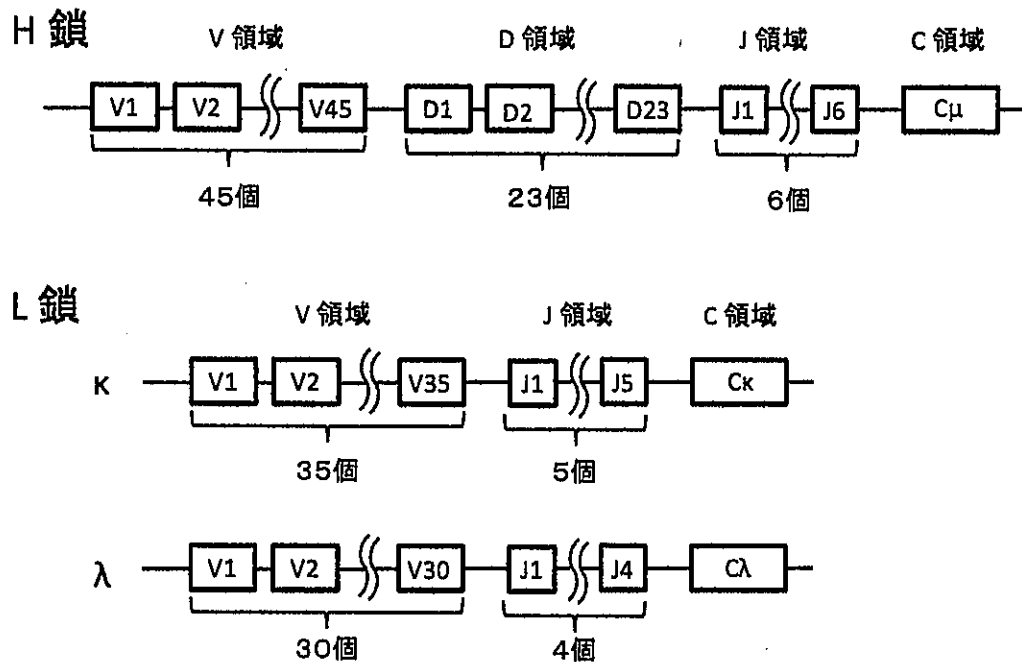 H 鎖
V 領域 D 領域 J 領域 C 領域
V1 V2 V45 D1 D2 D23 J1 J6 Cμ
45個 23個 6個
L 鎖
V 領域 J 領域 C 領域
κ V1 V2 V35 J1 J5 Cκ
35個 5個
λ V1 V2 V30 J1 J4 Cλ
30個 4個